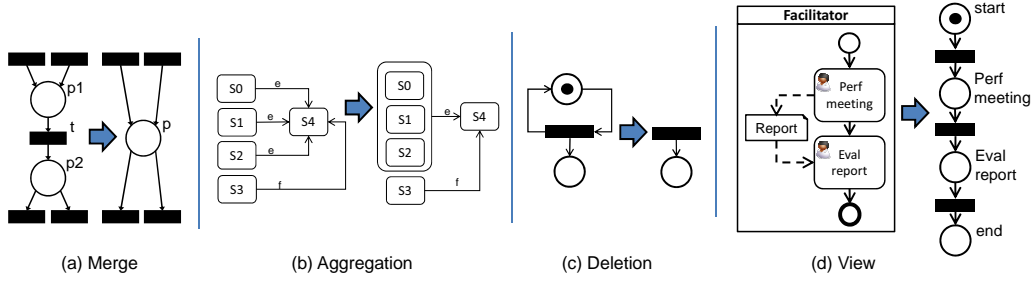 p1
t
p2
p
(a) Merge
S0
e
S1
e
S4
S2
e
S3
f
S0
S1
e
S4
S2
S3
f
(b) Aggregation
(c) Deletion
Facilitator
Perf
meeting
Report
Eval
report
start
Perf
meeting
Eval
report
end
(d) View